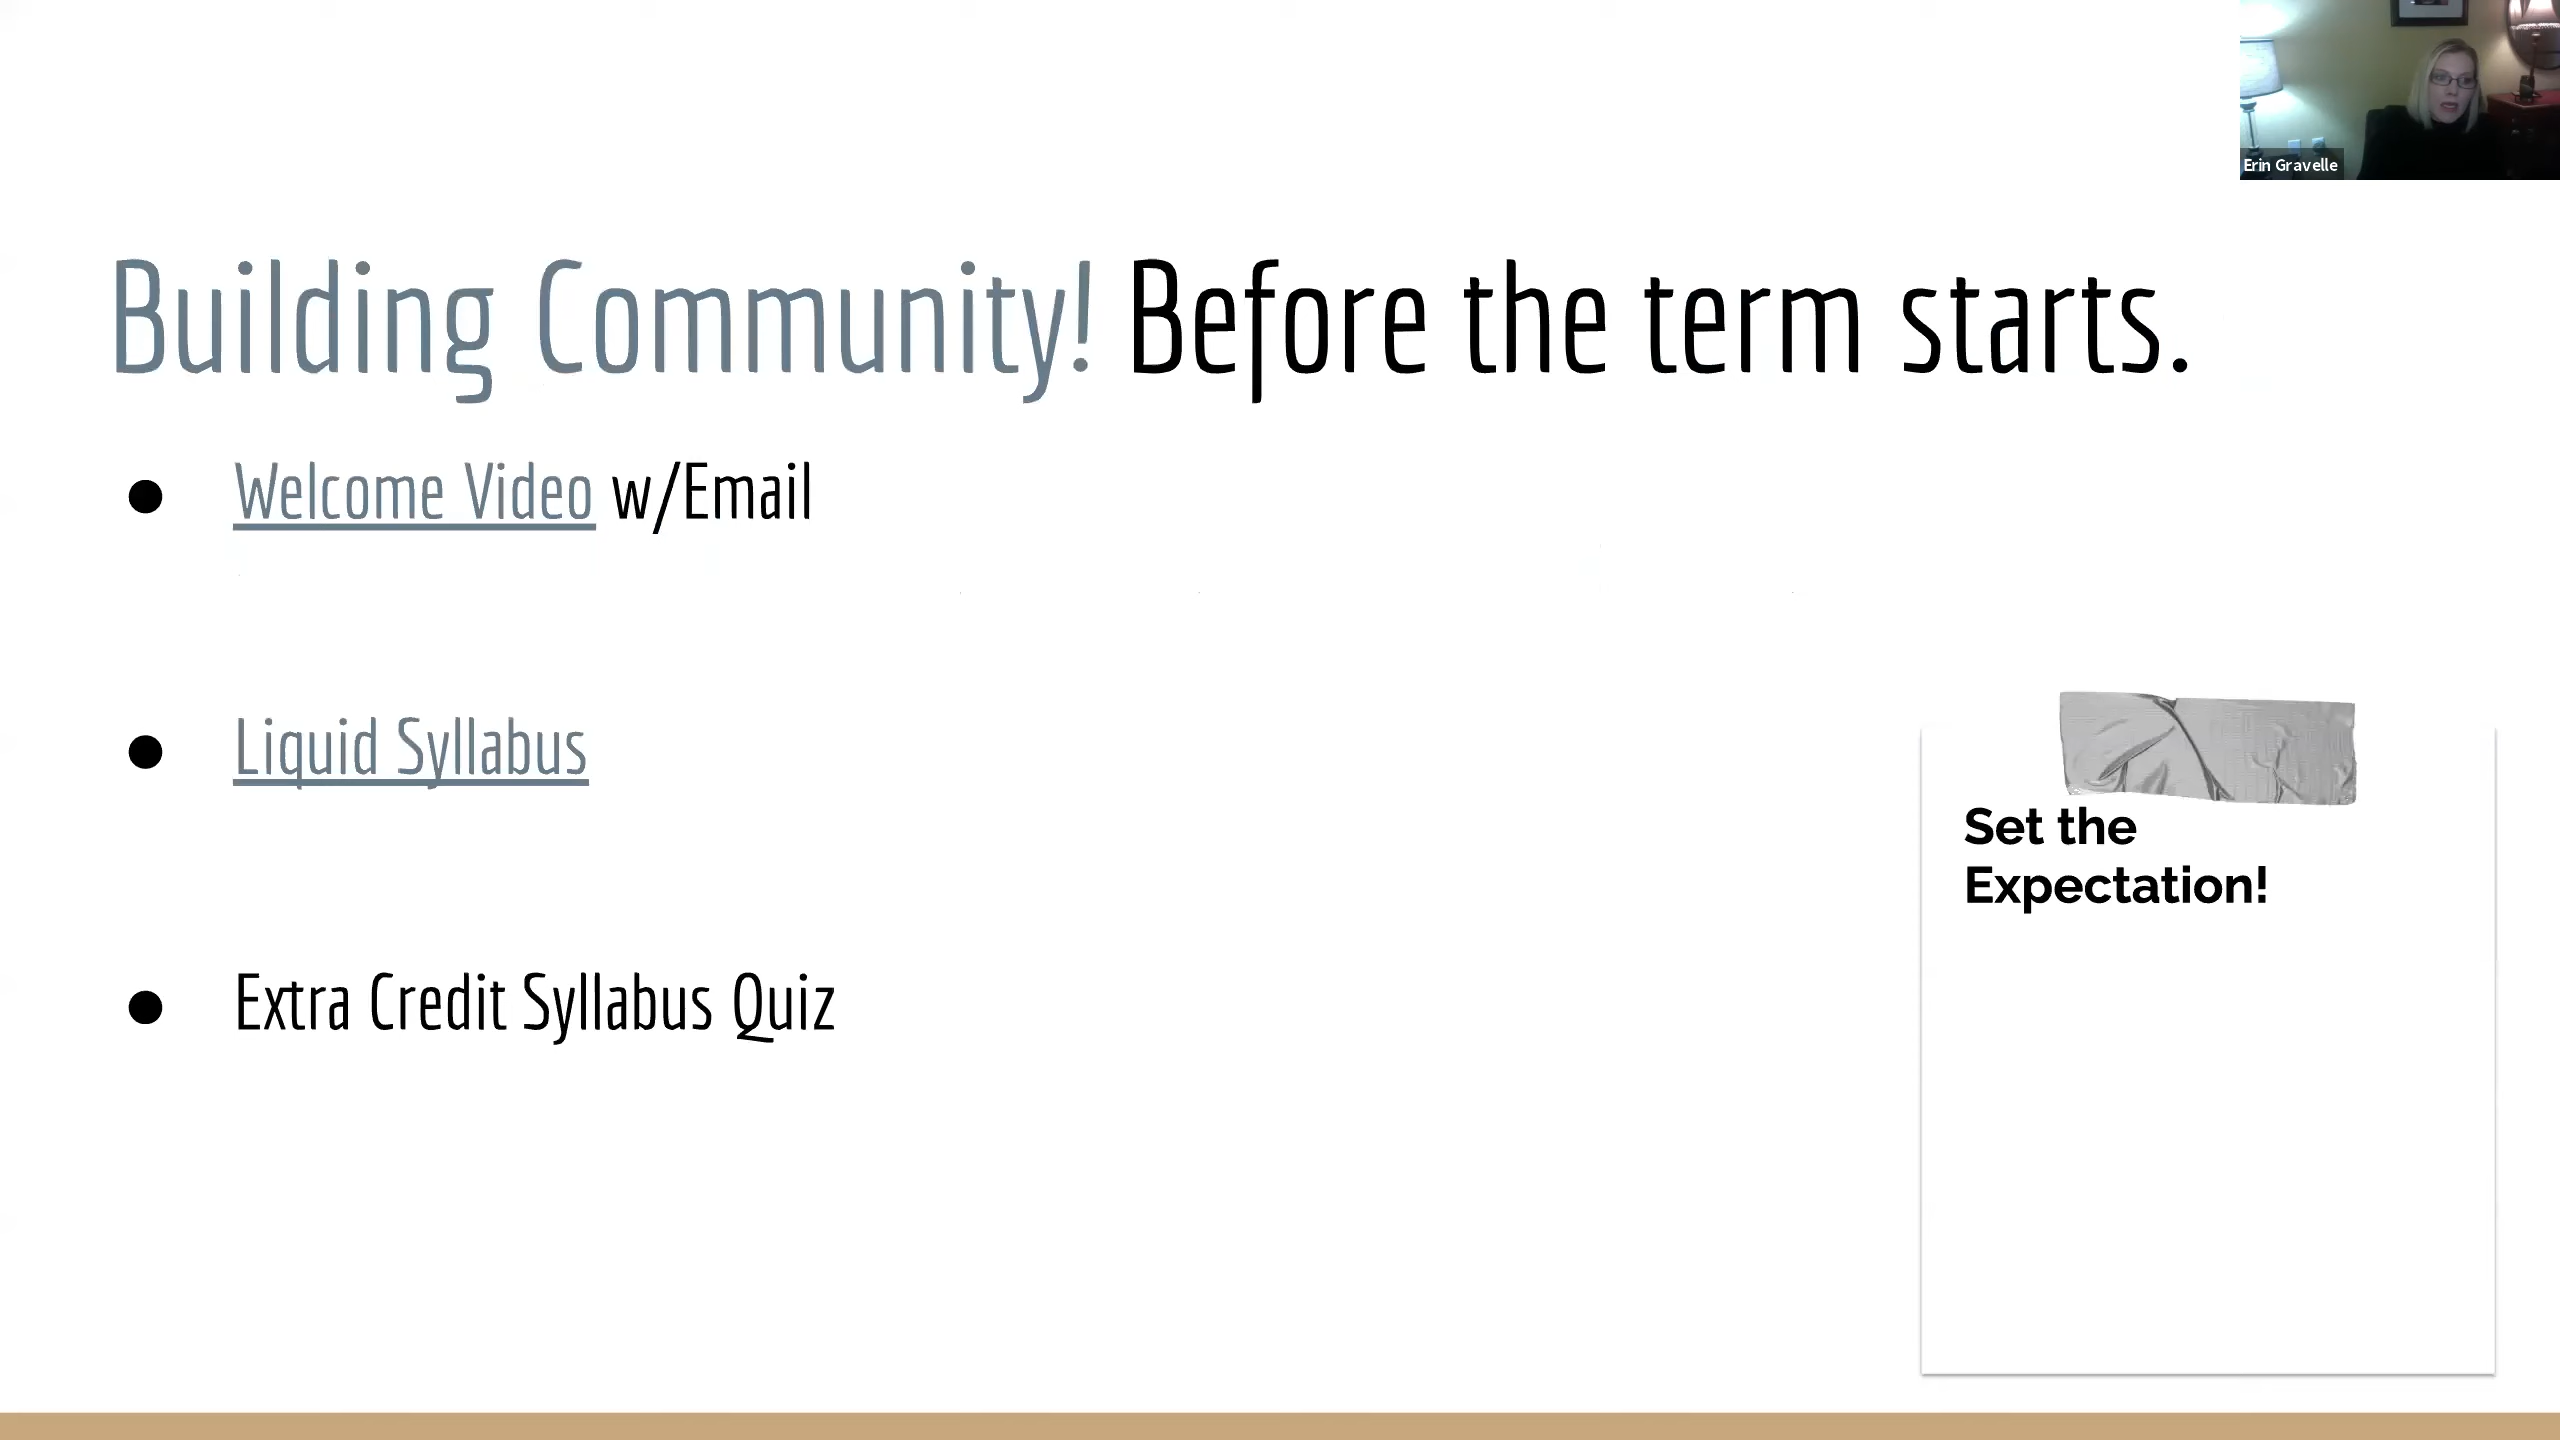 Erin Gravelle
Building Community! Before the term starts.
● Welcome Video w/Email
● Liquid Syllabus
● Extra Credit Syllabus Quiz
Set the
Expectation!